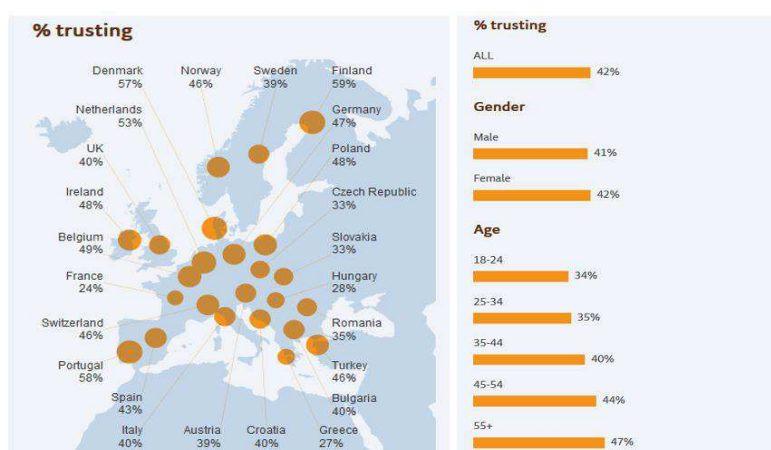 % trusting
Denmark
57%
Norway
46%
Sweden
39%
Finland
59%
Netherlands
53%
Germany
47%
UK
40%
Poland
48%
Ireland
48%
Czech Republic
33%
Belgium
49%
Slovakia
33%
France
24%
Hungary
28%
Switzerland
46%
Romania
35%
Portugal
58%
Turkey
46%
Spain
43%
Bulgaria
40%
Italy
40%
Austria
39%
Croatia
40%
Greece
27%
% trusting
ALL
42%
Gender
Male
41%
Female
42%
Age
18-24
34%
25-34
35%
35-44
40%
45-54
44%
55+
47%